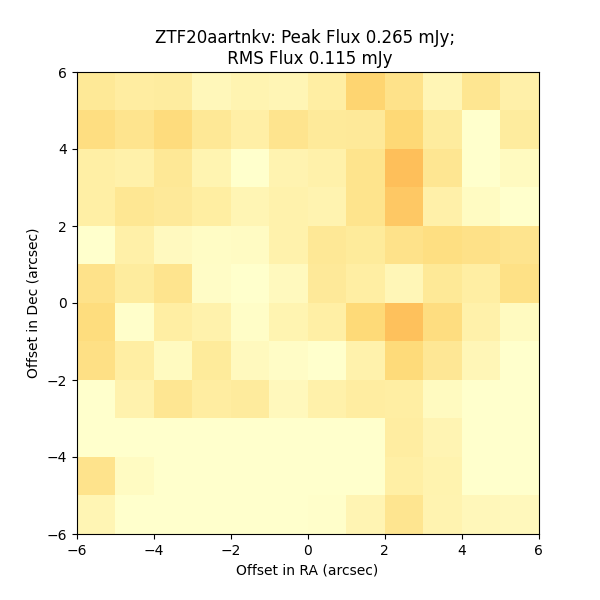 ZTF20aartnkv: Peak Flux 0.265 mJy;
RMS Flux 0.115 mJy
6
4
2
0
−2
−4
−6
Offset in Dec (arcsec)
−6 −4 −2 0 2 4 6
Offset in RA (arcsec)